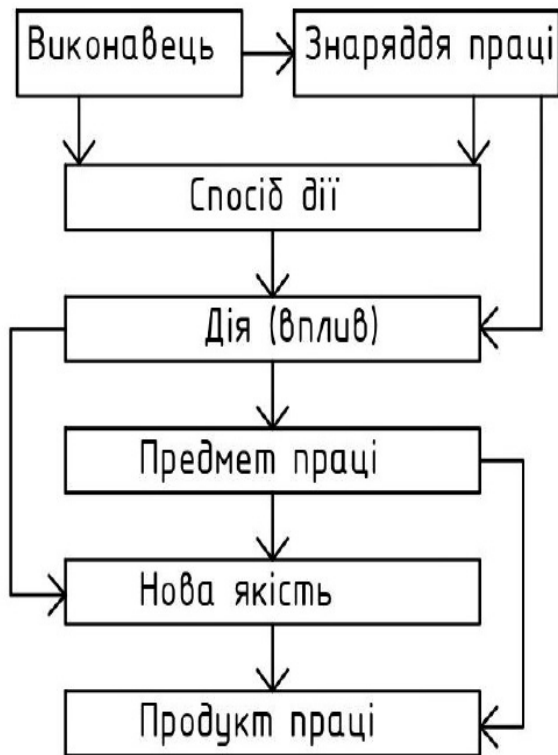 Виконавець
Знаряддя праці
Спосіб дії
Дія (вплив)
Предмет праці
Нова якість
Продукт праці